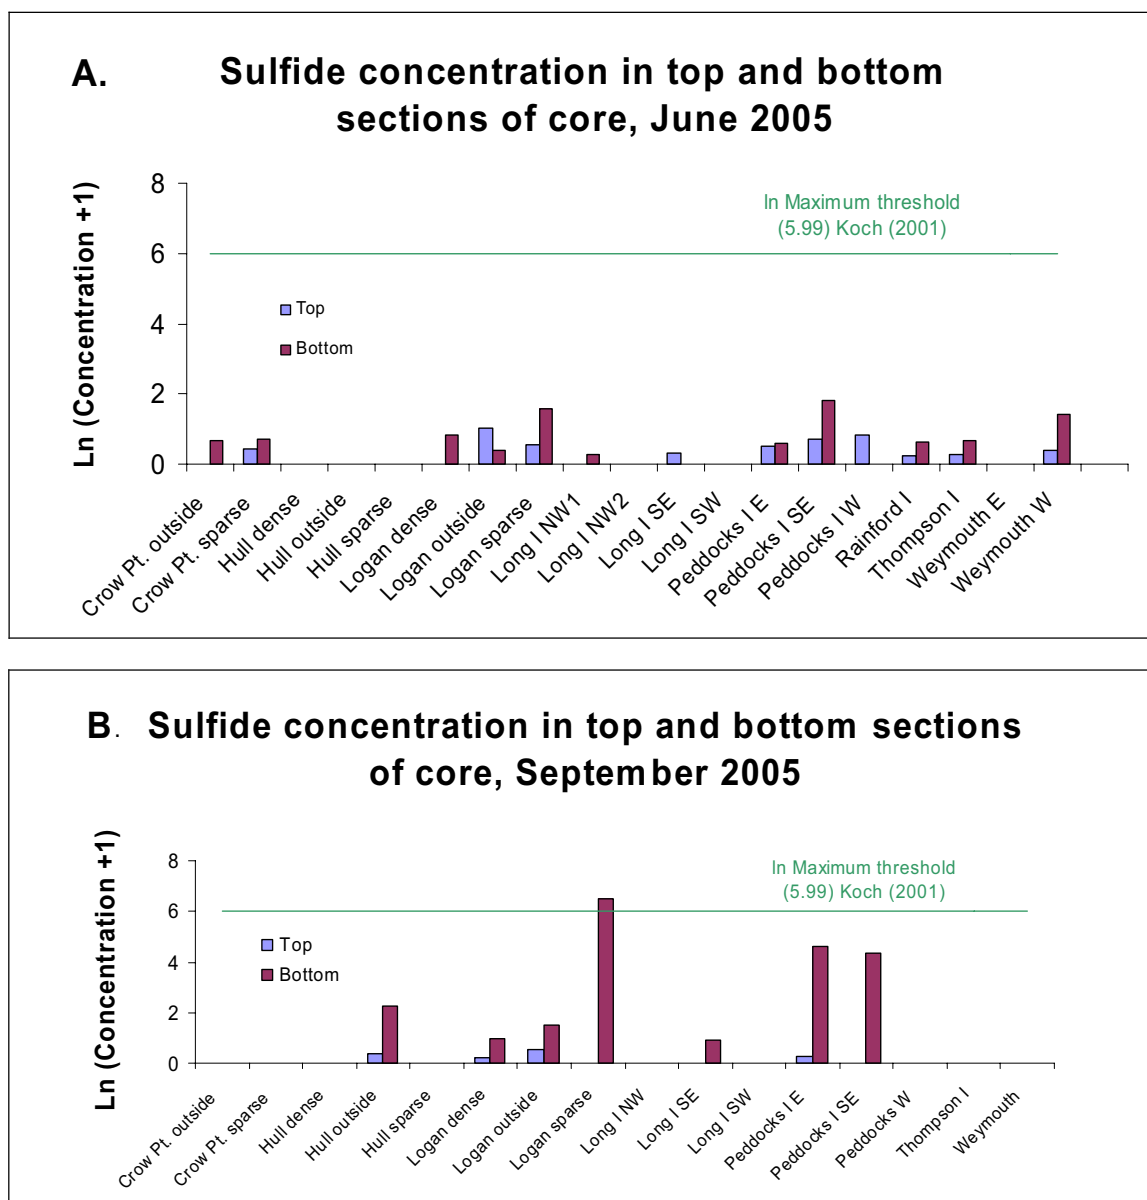 A.
Sulfide concentration in top and bottom
sections of core, June 2005
Ln (Concentration +1)
8
6
4
2
0
ln Maximum threshold
(5.99) Koch (2001)
Top
Bottom
Crow Pt. outside
Crow Pt. sparse
Hull dense
Hull outside
Hull sparse
Logan dense
Logan outside
Logan sparse
Long I NW1
Long I NW2
Long I SE
Long I SW
Peddocks I E
Peddocks I SE
Peddocks I W
Rainford I
Thompson I
Weymouth E
Weymouth W
B. Sulfide concentration in top and bottom sections
of core, September 2005
Ln (Concentration +1)
8
6
4
2
0
ln Maximum threshold
(5.99) Koch (2001)
Top
Bottom
Crow Pt. outside
Crow Pt. sparse
Hull dense
Hull outside
Hull sparse
Logan dense
Logan outside
Logan sparse
Long I NW
Long I SE
Long I SW
Peddocks I E
Peddocks I SE
Peddocks W
Thompson I
Weymouth